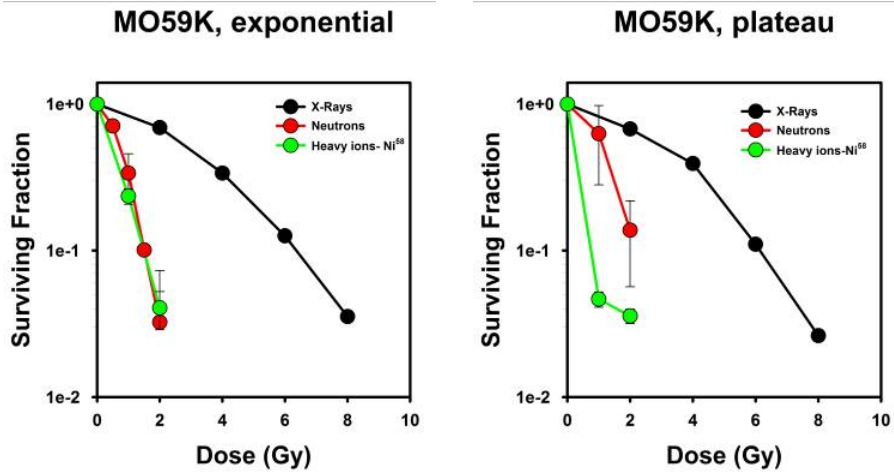 MO59K, exponential
1e+0
1e-1
1e-2
Surviving Fraction
X-Rays
Neutrons
Heavy ions- Ni58
0 2 4 6 8 10
Dose (Gy)
MO59K, plateau
1e+0
1e-1
1e-2
Surviving Fraction
X-Rays
Neutrons
Heavy ions-Ni58
0 2 4 6 8 10
Dose (Gy)